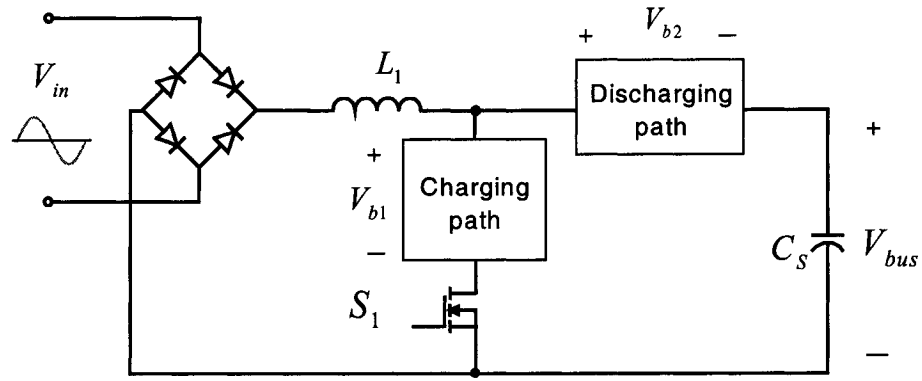 V_{in}
L_1
+ V_{b2} −
Discharging
path
+
V_{b1}
−
Charging
path
S_1
+
C_S
V_{bus}
−